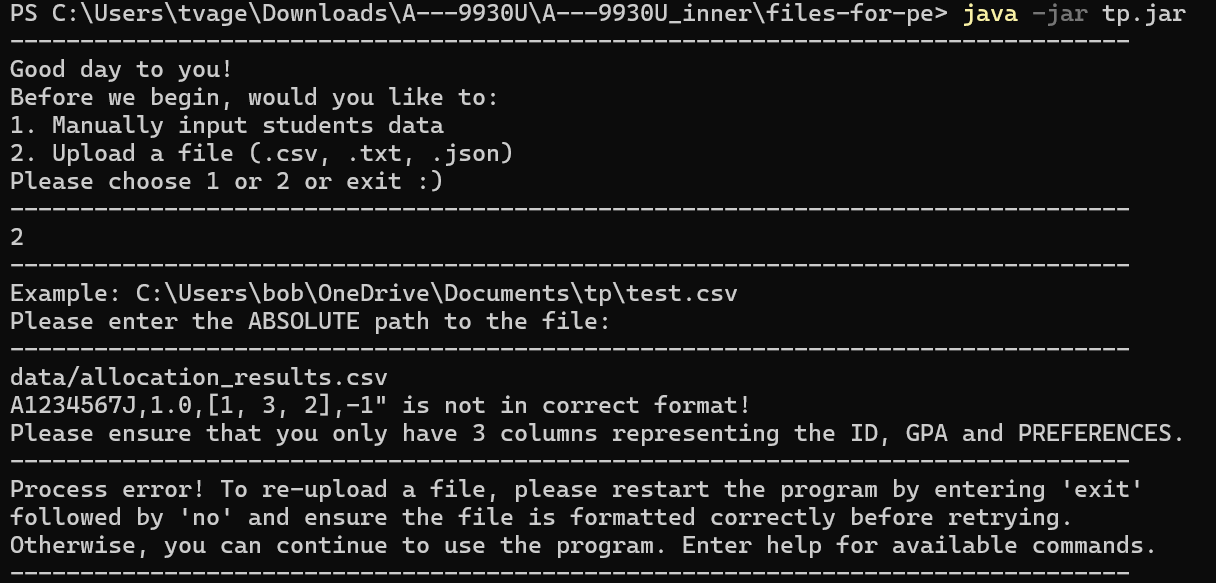 PS C:\Users\tvage\Downloads\A---9930U\A---9930U_inner\files-for-pe> java -jar tp.jar
--------------------------------------------------------------------------------
Good day to you!
Before we begin, would you like to:
1. Manually input students data
2. Upload a file (.csv, .txt, .json)
Please choose 1 or 2 or exit :)
--------------------------------------------------------------------------------
2
--------------------------------------------------------------------------------
Example: C:\Users\bob\OneDrive\Documents\tp\test.csv
Please enter the ABSOLUTE path to the file:
--------------------------------------------------------------------------------
data/allocation_results.csv
A1234567J,1.0,[1, 3, 2],-1" is not in correct format!
Please ensure that you only have 3 columns representing the ID, GPA and PREFERENCES.
--------------------------------------------------------------------------------
Process error! To re-upload a file, please restart the program by entering 'exit'
followed by 'no' and ensure the file is formatted correctly before retrying.
Otherwise, you can continue to use the program. Enter help for available commands.
--------------------------------------------------------------------------------